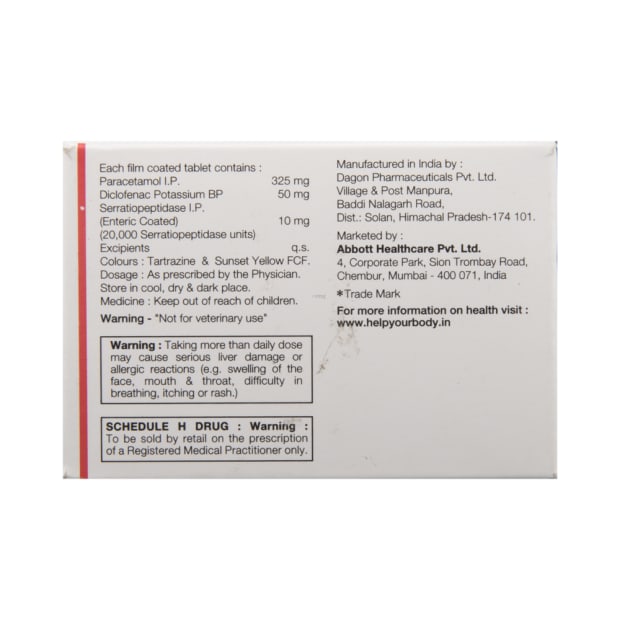 Each film coated tablet contains :
Paracetamol I.P. 325 mg
Diclofenac Potassium BP 50 mg
Serratiopeptidase I.P.
(Enteric Coated) 10 mg
(20,000 Serratiopeptidase units)
Excipients q.s.
Colours : Tartrazine & Sunset Yellow FCF.
Dosage : As prescribed by the Physician.
Store in cool, dry & dark place.
Medicine : Keep out of reach of children.
Warning - "Not for veterinary use"
Warning : Taking more than daily dose
may cause serious liver damage or
allergic reactions (e.g. swelling of the
face, mouth & throat, difficulty in
breathing, itching or rash.)
SCHEDULE H DRUG : Warning :
To be sold by retail on the prescription
of a Registered Medical Practitioner only.
Manufactured in India by :
Dagon Pharmaceuticals Pvt. Ltd.
Village & Post Manpura,
Baddi Nalagarh Road,
Dist.: Solan, Himachal Pradesh-174 101.
Marketed by :
Abbott Healthcare Pvt. Ltd.
4, Corporate Park, Sion Trombay Road,
Chembur, Mumbai - 400 071, India
*Trade Mark
For more information on health visit :
www.helpyourbody.in